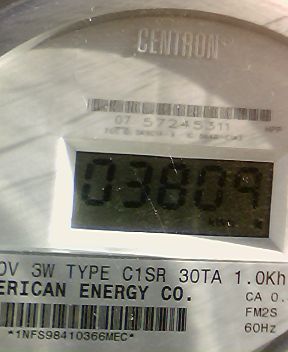 CENTRON®
07 57245311
03809
0V 3W TYPE C1SR 30TA 1.0Kh
ERICAN ENERGY CO.
CA 0.
FM2S
*1NFS98410366MEC*
60Hz